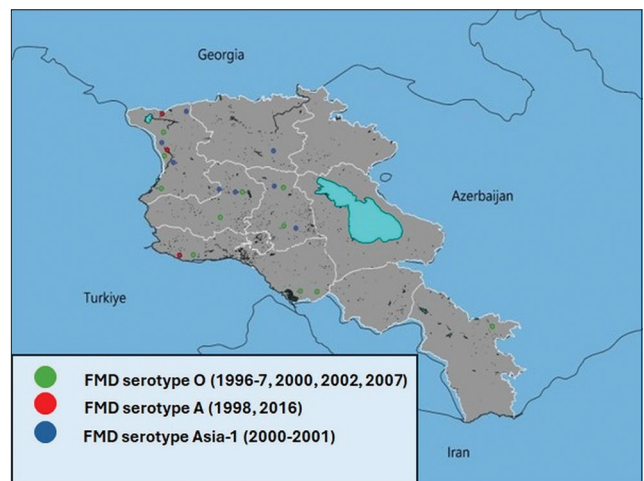 Georgia
Azerbaijan
Turkiye
FMD serotype O (1996-7, 2000, 2002, 2007)
FMD serotype A (1998, 2016)
FMD serotype Asia-1 (2000-2001)
Iran